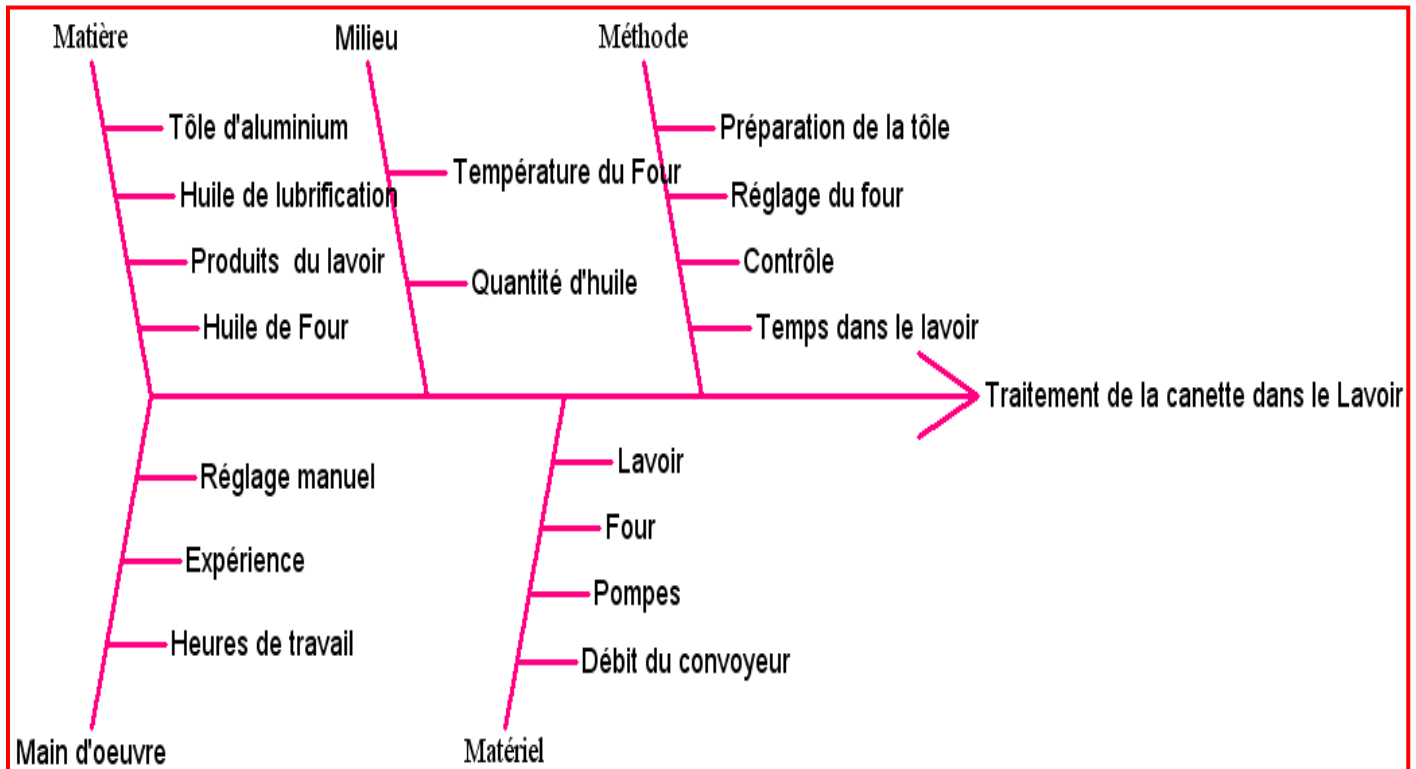 Matière
Milieu
Méthode
Tôle d'aluminium
Huile de lubrification
Produits du lavoir
Huile de Four
Température du Four
Quantité d'huile
Préparation de la tôle
Réglage du four
Contrôle
Temps dans le lavoir
Traitement de la canette dans le Lavoir
Réglage manuel
Expérience
Heures de travail
Main d'oeuvre
Lavoir
Four
Pompes
Débit du convoyeur
Matériel